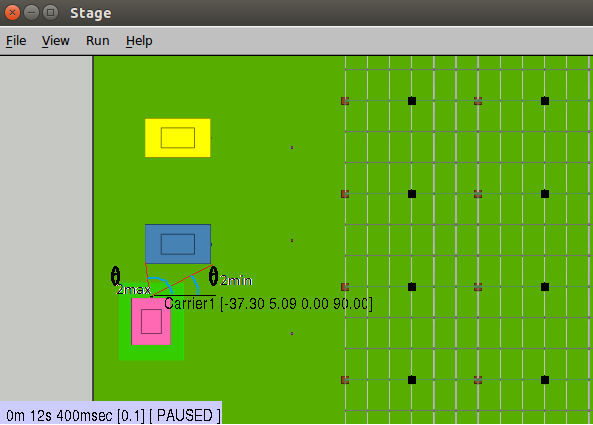 Stage
File View Run Help
θ θ
2max 2min
Carrier1 [-37.30 5.09 0.00 90.00]
0m 12s 400msec [0.1] [ PAUSED ]